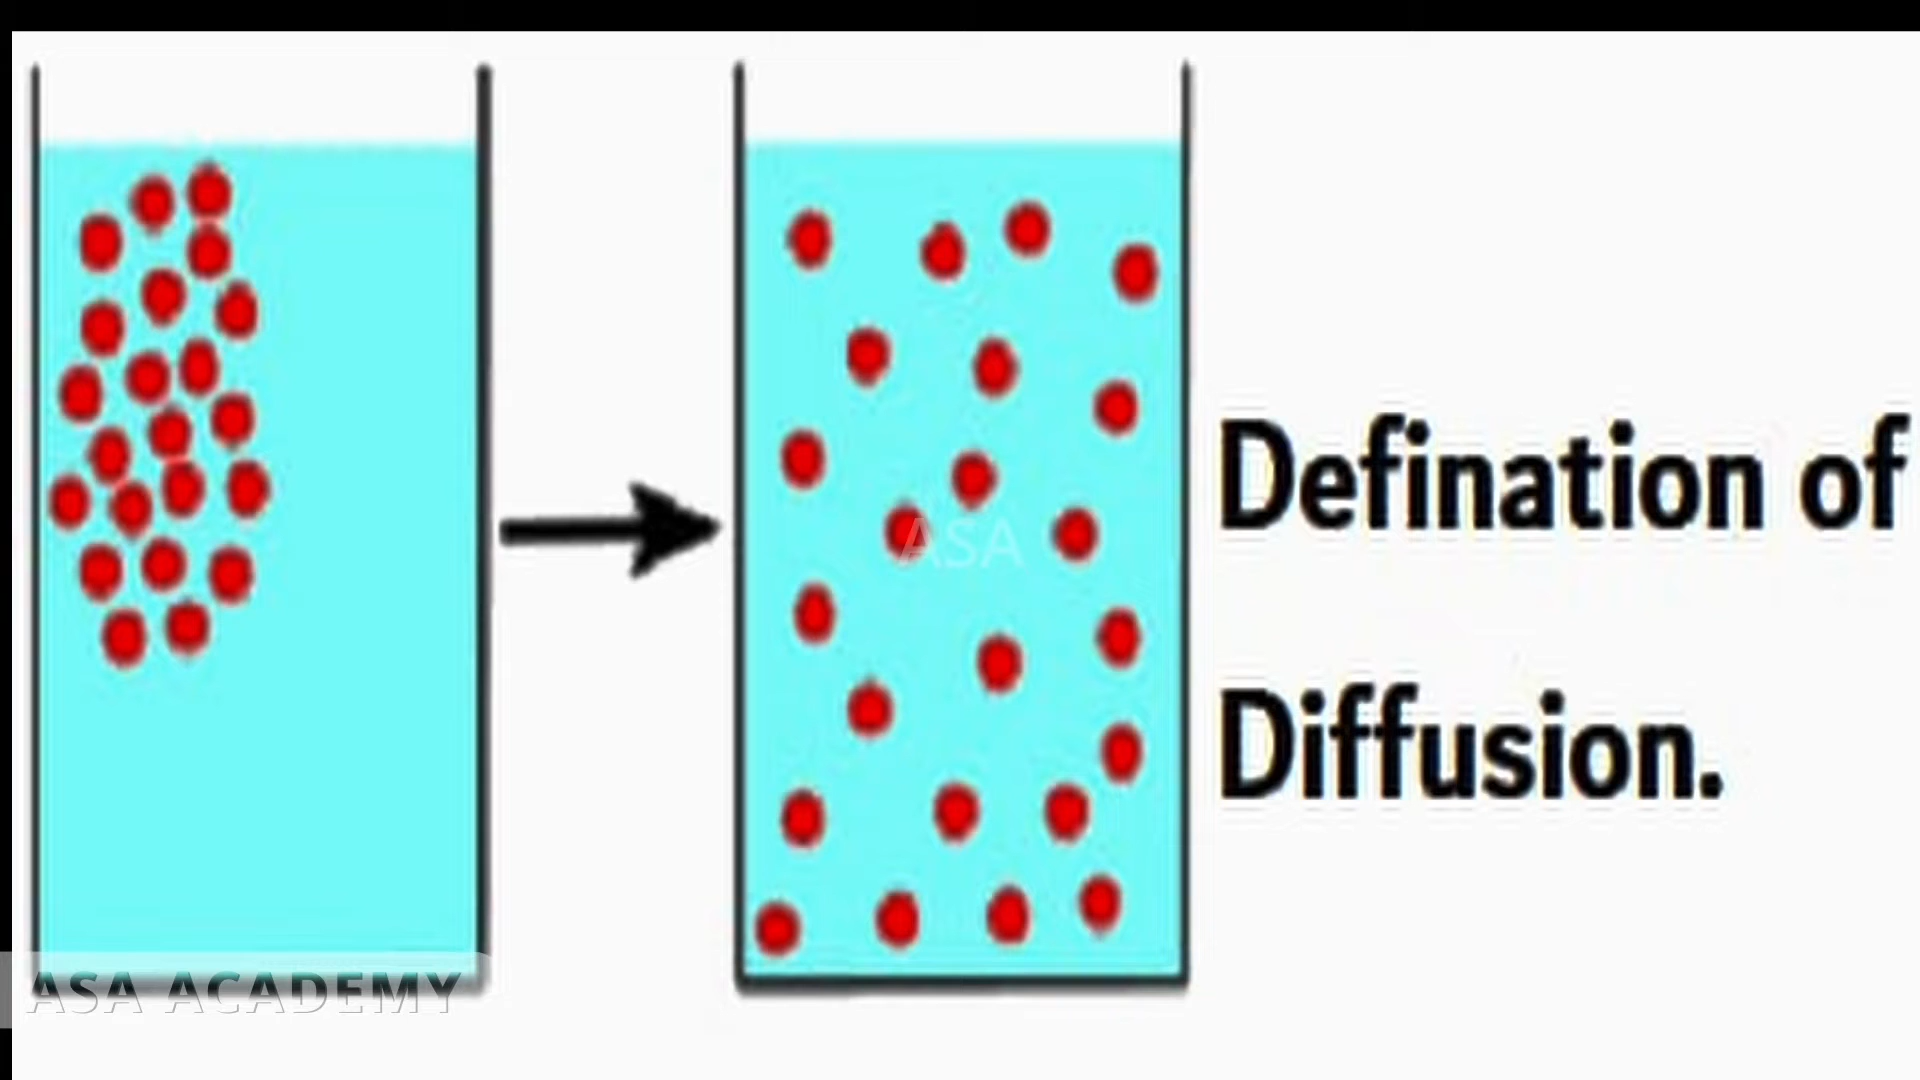 Defination of
Diffusion.
ASA
ASA ACADEMY